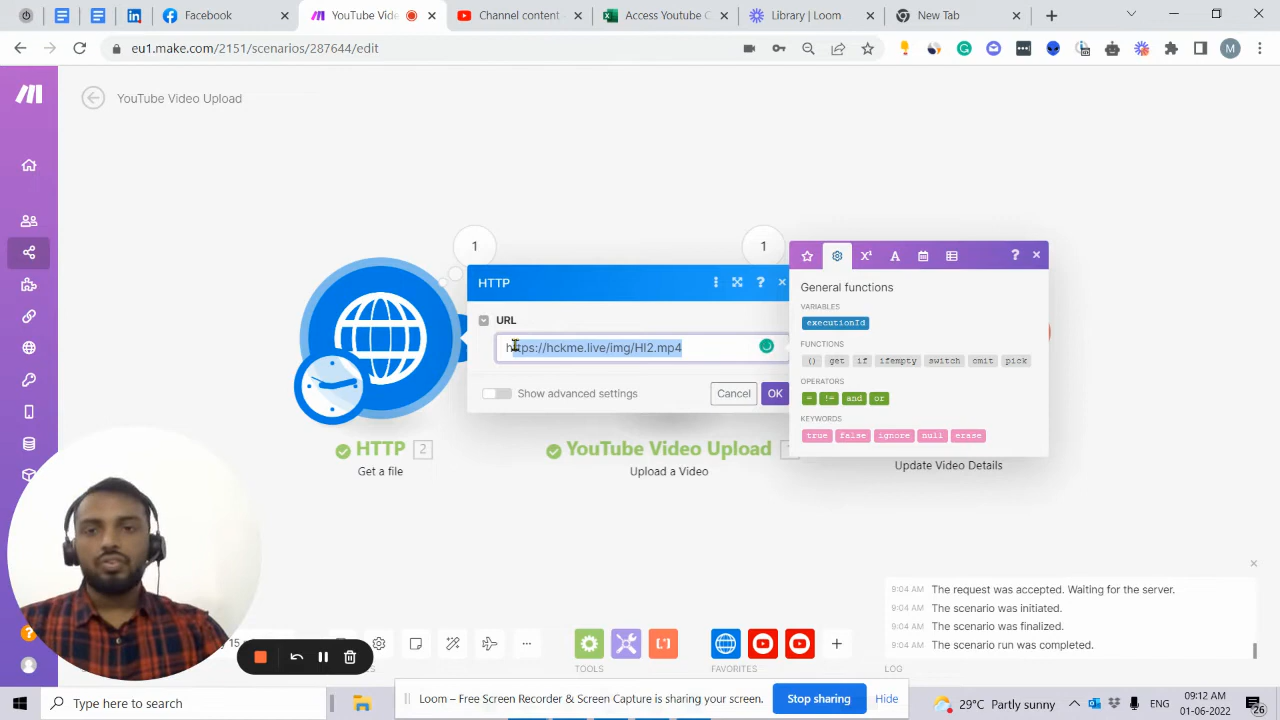 Facebook
YouTube Vide
YouTube content
Access Youtube C
Library | Loom
New Tab
eu1.make.com/2151/scenarios/287644/edit
M
YouTube Video Upload
1
1
HTTP
URL
https://hckme.live/img/HI2.mp4
Show advanced settings
Cancel
OK
General functions
VARIABLES
executionId
FUNCTIONS
() get if ifempty switch omit pick
OPERATORS
= != and or
KEYWORDS
true false ignore null erase
HTTP 2
Get a file
YouTube Video Upload
Upload a Video
Update Video Details
9:04 AM The request was accepted. Waiting for the server.
9:04 AM The scenario was initiated.
9:04 AM The scenario was finalized.
9:04 AM The scenario run was completed.
15
TOOLS
FAVORITES
LOG
Loom – Free Screen Recorder & Screen Capture is sharing your screen.
Stop sharing
Hide
Type here to search
29°C Partly sunny
ENG
09:12 AM
01-06-2022
26